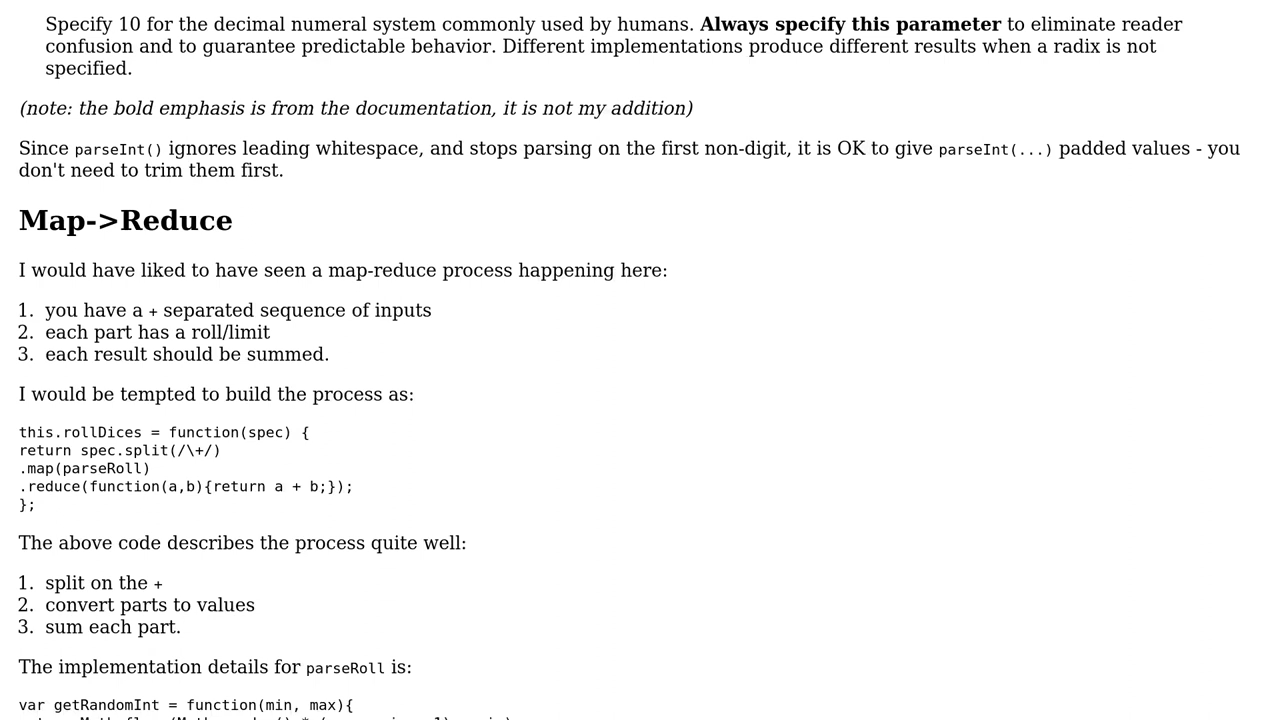 Specify 10 for the decimal numeral system commonly used by humans. Always specify this parameter to eliminate reader
confusion and to guarantee predictable behavior. Different implementations produce different results when a radix is not
specified.
(note: the bold emphasis is from the documentation, it is not my addition)
Since parseInt() ignores leading whitespace, and stops parsing on the first non-digit, it is OK to give parseInt(...) padded values - you
don't need to trim them first.
Map->Reduce
I would have liked to have seen a map-reduce process happening here:
1. you have a + separated sequence of inputs
2. each part has a roll/limit
3. each result should be summed.
I would be tempted to build the process as:
this.rollDices = function(spec) {
return spec.split(/\+/)
.map(parseRoll)
.reduce(function(a,b){return a + b;});
};
The above code describes the process quite well:
1. split on the +
2. convert parts to values
3. sum each part.
The implementation details for parseRoll is:
var getRandomInt = function(min, max){